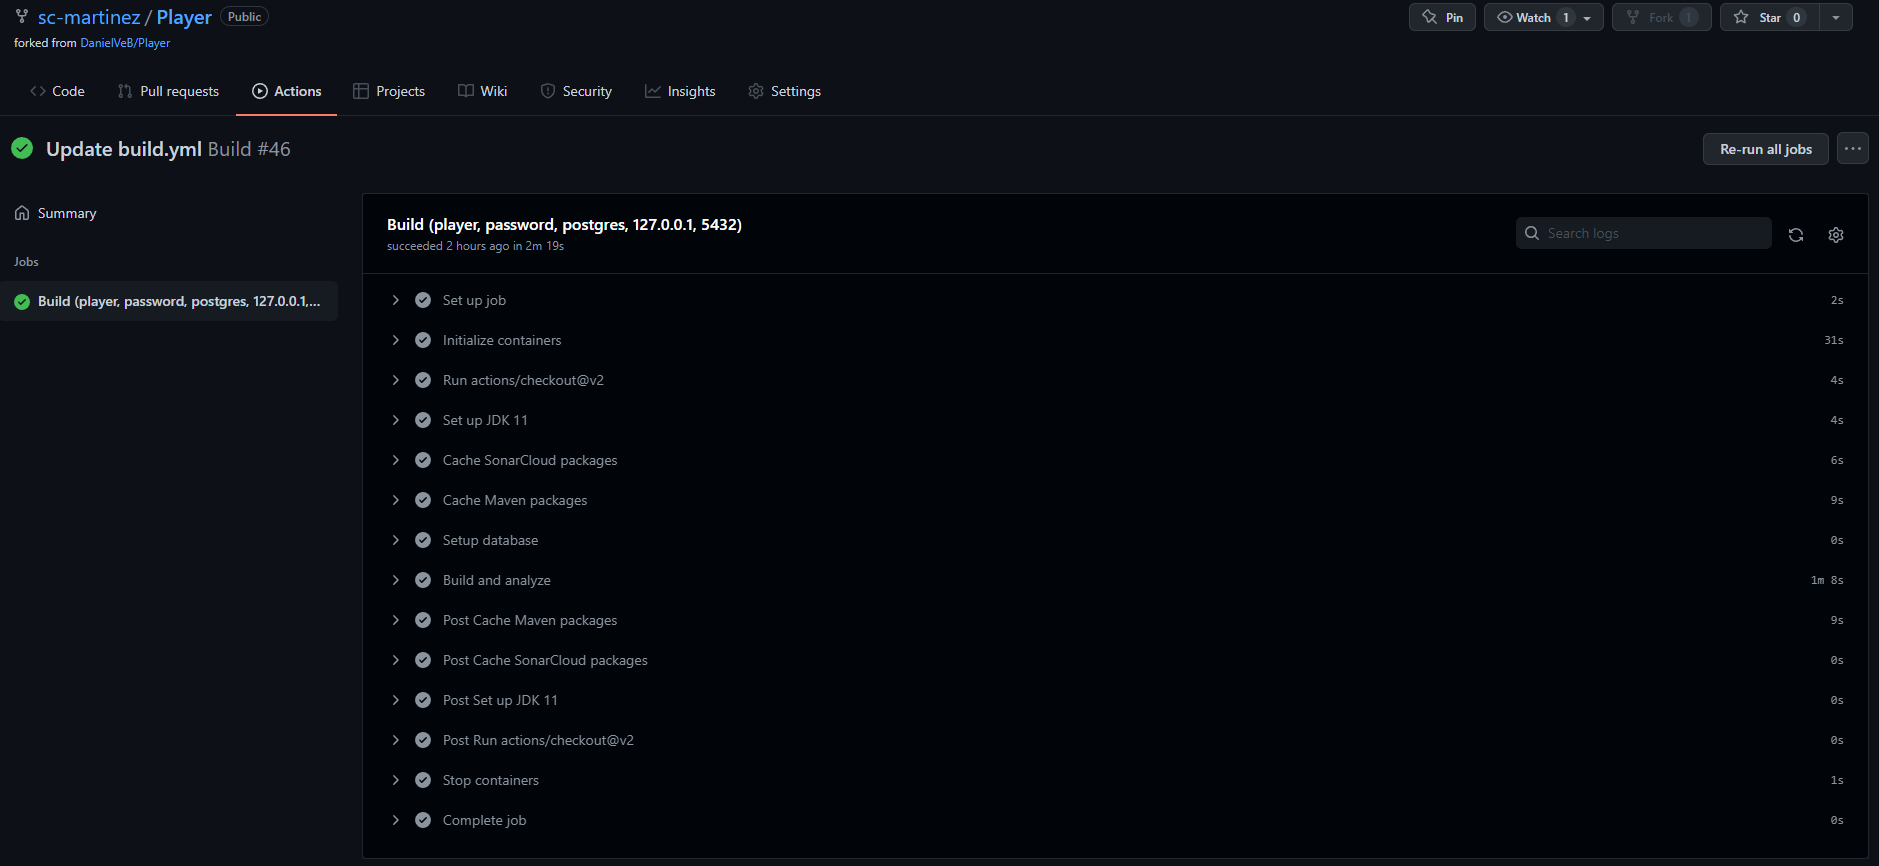 sc-martinez / Player Public
Pin
Watch 1
Fork 1
Star 0
forked from DanielVeB/Player
Code
Pull requests
Actions
Projects
Wiki
Security
Insights
Settings
Update build.yml Build #46
Re-run all jobs
Summary
Jobs
Build (player, password, postgres, 127.0.0.1,...
Build (player, password, postgres, 127.0.0.1, 5432)
succeeded 2 hours ago in 2m 19s
Search logs
Set up job 2s
Initialize containers 31s
Run actions/checkout@v2 4s
Set up JDK 11 4s
Cache SonarCloud packages 6s
Cache Maven packages 9s
Setup database 0s
Build and analyze 1m 8s
Post Cache Maven packages 9s
Post Cache SonarCloud packages 0s
Post Set up JDK 11 0s
Post Run actions/checkout@v2 0s
Stop containers 1s
Complete job 0s